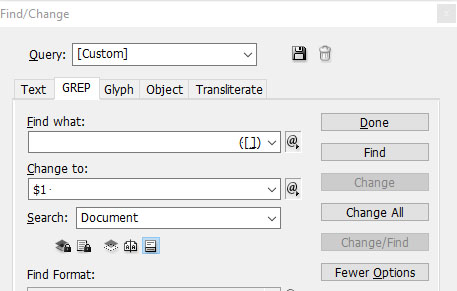 Find/Change
Query: [Custom]
Text GREP Glyph Object Transliterate
Find what:
([ ])
Change to:
$1
Search: Document
Find Format:
Done
Find
Change
Change All
Change/Find
Fewer Options